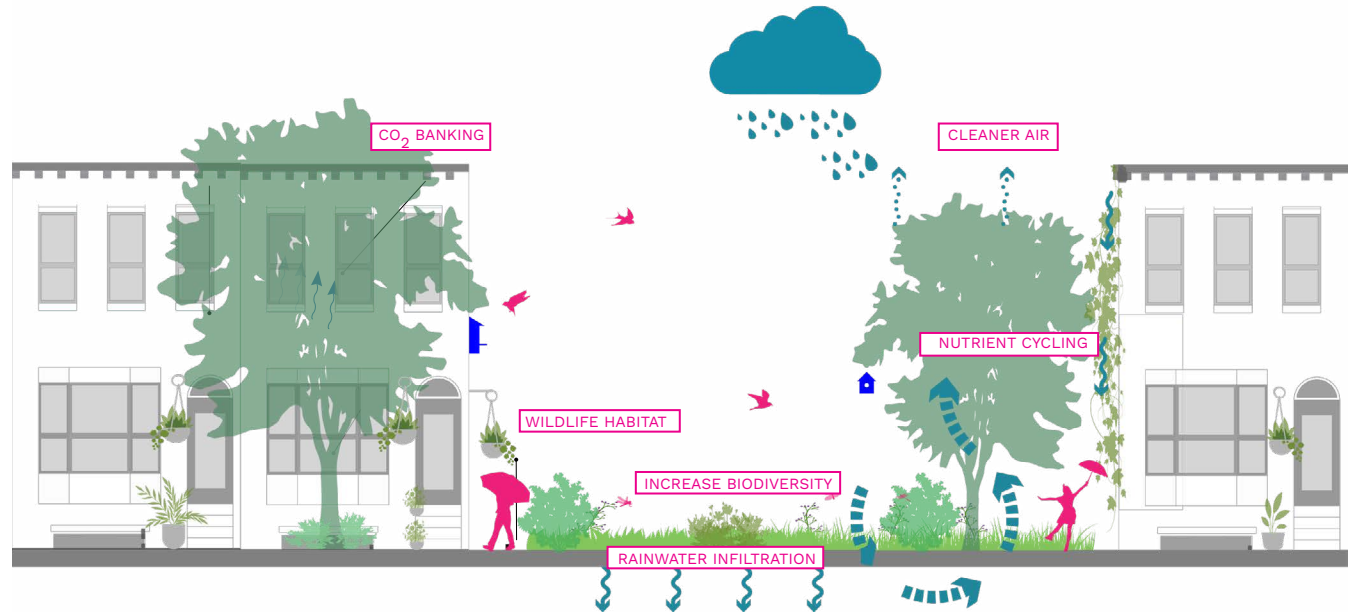 CO₂ BANKING
CLEANER AIR
NUTRIENT CYCLING
WILDLIFE HABITAT
INCREASE BIODIVERSITY
RAINWATER INFILTRATION